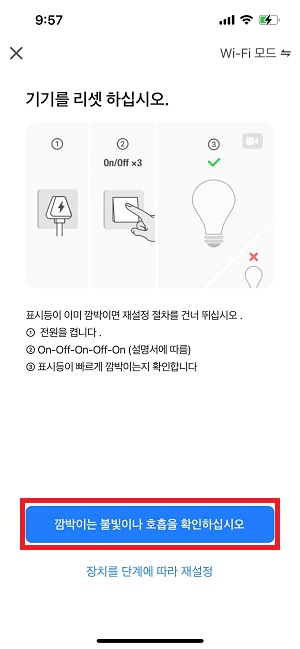 9:57
Wi-Fi 모드
기기를 리셋 하십시오.
① ② ③
On/Off ×3
표시등이 이미 깜박이면 재설정 절차를 건너 뛰십시오 .
① 전원을 켭니다 .
② On-Off-On-Off-On (설명서에 따름)
③ 표시등이 빠르게 깜박이는지 확인합니다
깜박이는 불빛이나 호흡을 확인하십시오
장치를 단계에 따라 재설정